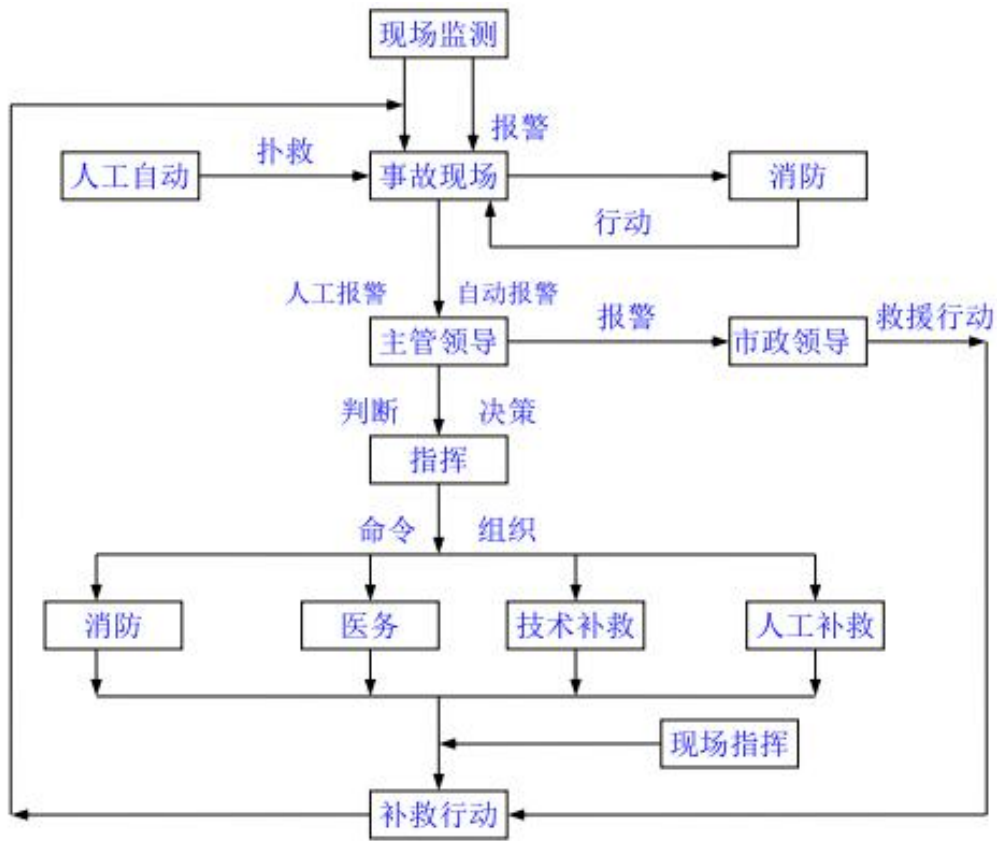 现场监测
报警
扑救
人工自动
事故现场
消防
行动
人工报警
自动报警
报警
救援行动
主管领导
市政领导
判断
决策
指挥
命令
组织
消防
医务
技术补救
人工补救
现场指挥
补救行动